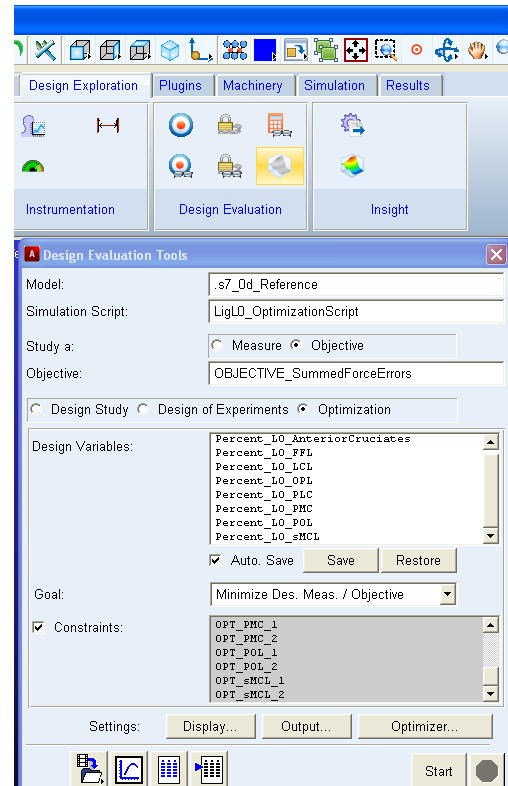 Design Exploration Plugins Machinery Simulation Results
Instrumentation Design Evaluation Insight
Design Evaluation Tools
Model: .s7_0d_Reference
Simulation Script: LigL0_OptimizationScript
Study a: Measure Objective
Objective: OBJECTIVE_SummedForceErrors
Design Study Design of Experiments Optimization
Design Variables:
Percent_L0_AnteriorCruciates
Percent_L0_FFL
Percent_L0_LCL
Percent_L0_OPL
Percent_L0_PLC
Percent_L0_PMC
Percent_L0_POL
Percent_L0_sMCL
Auto. Save Save Restore
Goal: Minimize Des. Meas. / Objective
Constraints:
OPT_PMC_1
OPT_PMC_2
OPT_POL_1
OPT_POL_2
OPT_sMCL_1
OPT_sMCL_2
Settings: Display... Output... Optimizer...
Start